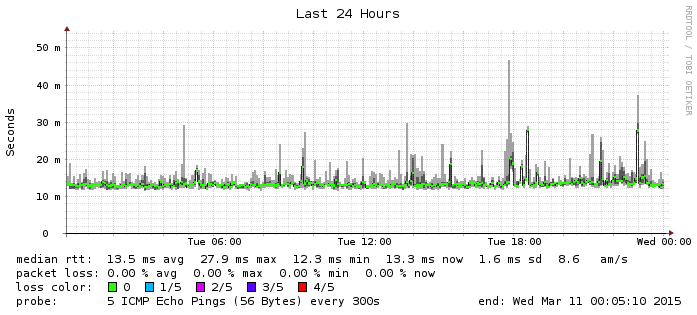 Last 24 Hours
RRDTOOL / TOBI OETIKER
Seconds
50 m
40 m
30 m
20 m
10 m
0
Tue 06:00 Tue 12:00 Tue 18:00 Wed 00:00
median rtt: 13.5 ms avg 27.9 ms max 12.3 ms min 13.3 ms now 1.6 ms sd 8.6 am/s
packet loss: 0.00 % avg 0.00 % max 0.00 % min 0.00 % now
loss color: 0 1/5 2/5 3/5 4/5
probe: 5 ICMP Echo Pings (56 Bytes) every 300s end: Wed Mar 11 00:05:10 2015